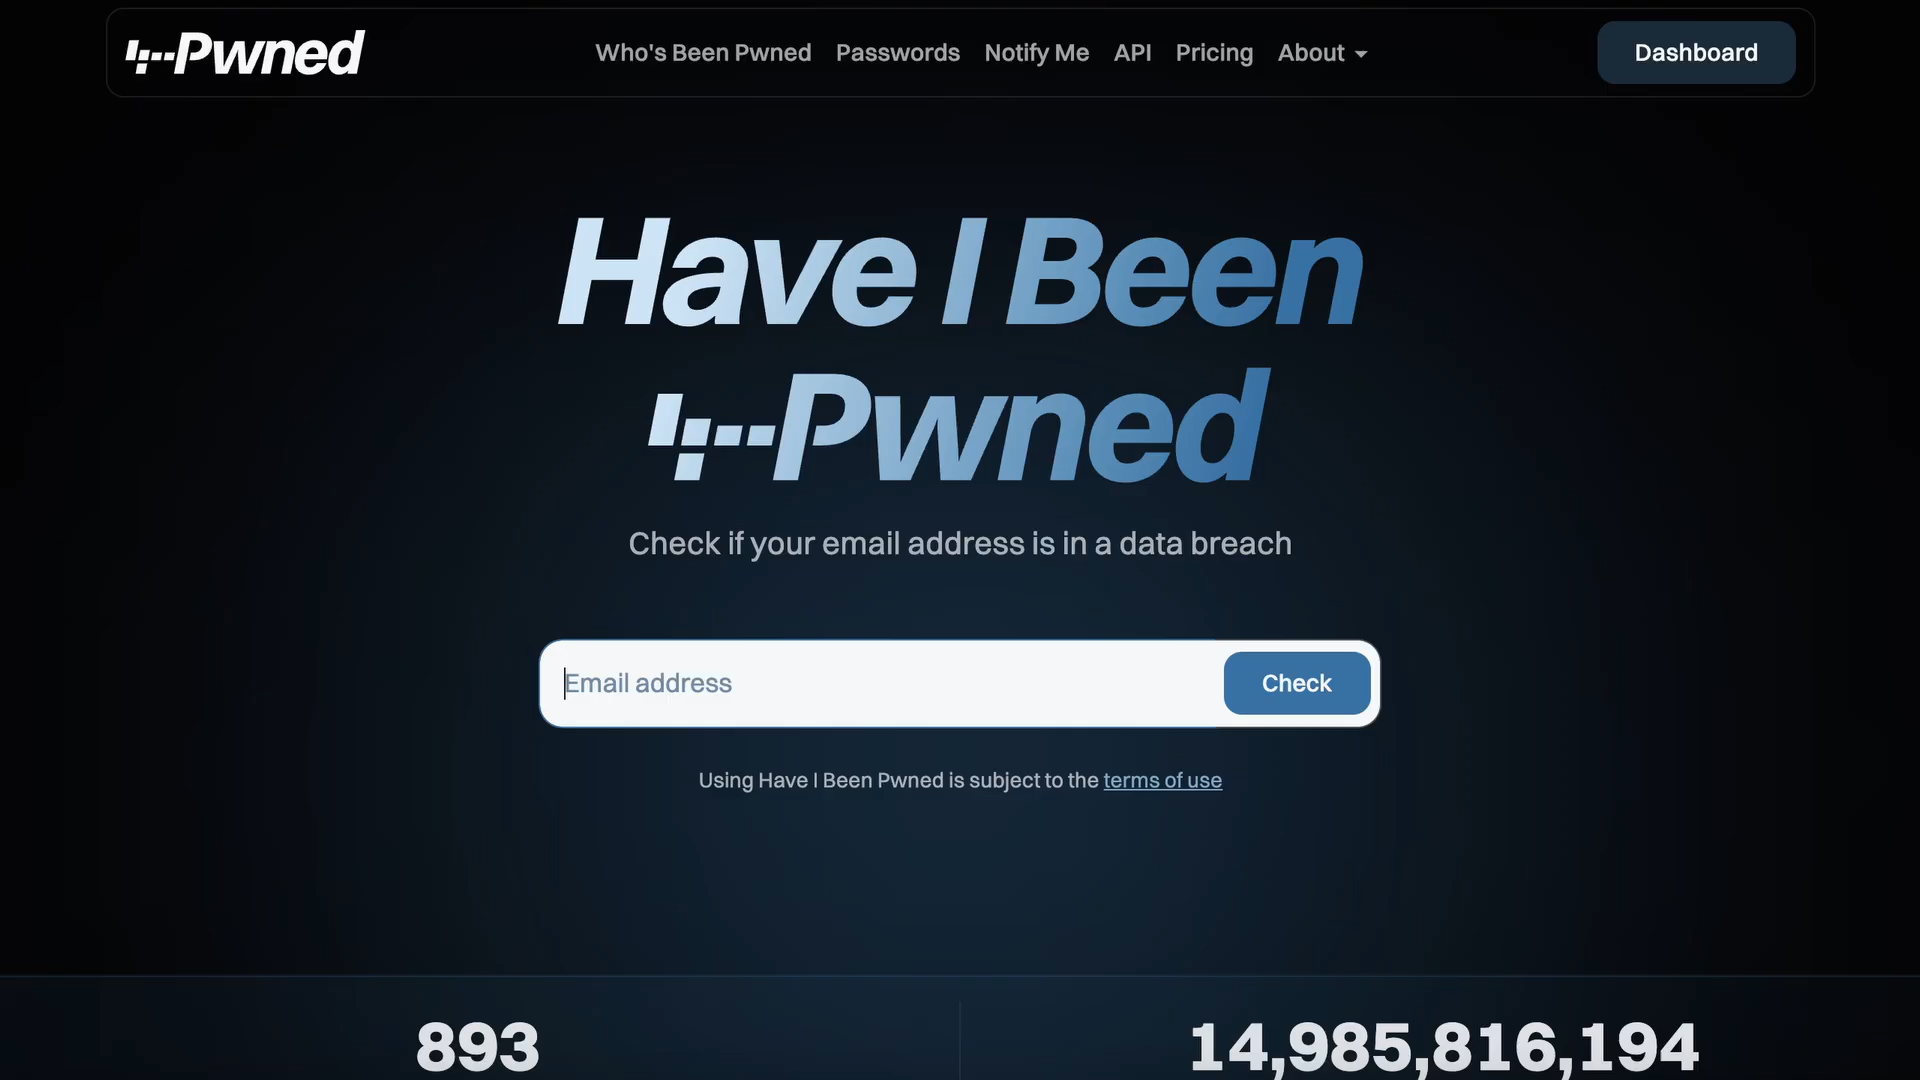 Pwned
Who's Been Pwned
Passwords
Notify Me
API
Pricing
About
Dashboard
Have I Been
Pwned
Check if your email address is in a data breach
Email address
Check
Using Have I Been Pwned is subject to the terms of use
893
14,985,816,194